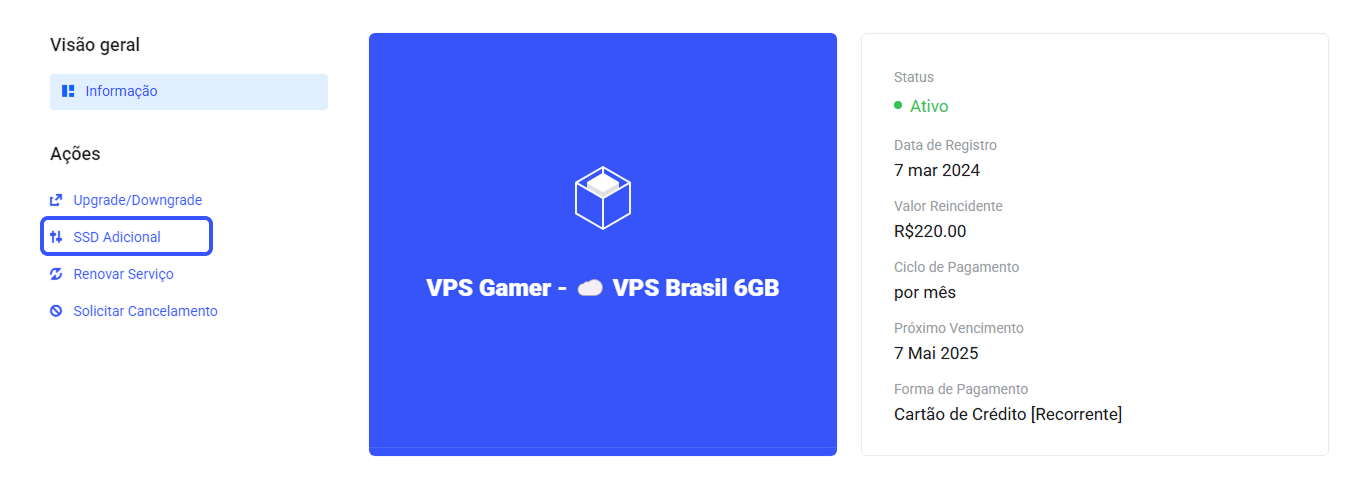 Visão geral
Informação
Ações
Upgrade/Downgrade
SSD Adicional
Renovar Serviço
Solicitar Cancelamento
VPS Gamer - ☁ VPS Brasil 6GB
Status
Ativo
Data de Registro
7 mar 2024
Valor Reincidente
R$220.00
Ciclo de Pagamento
por mês
Próximo Vencimento
7 Mai 2025
Forma de Pagamento
Cartão de Crédito [Recorrente]